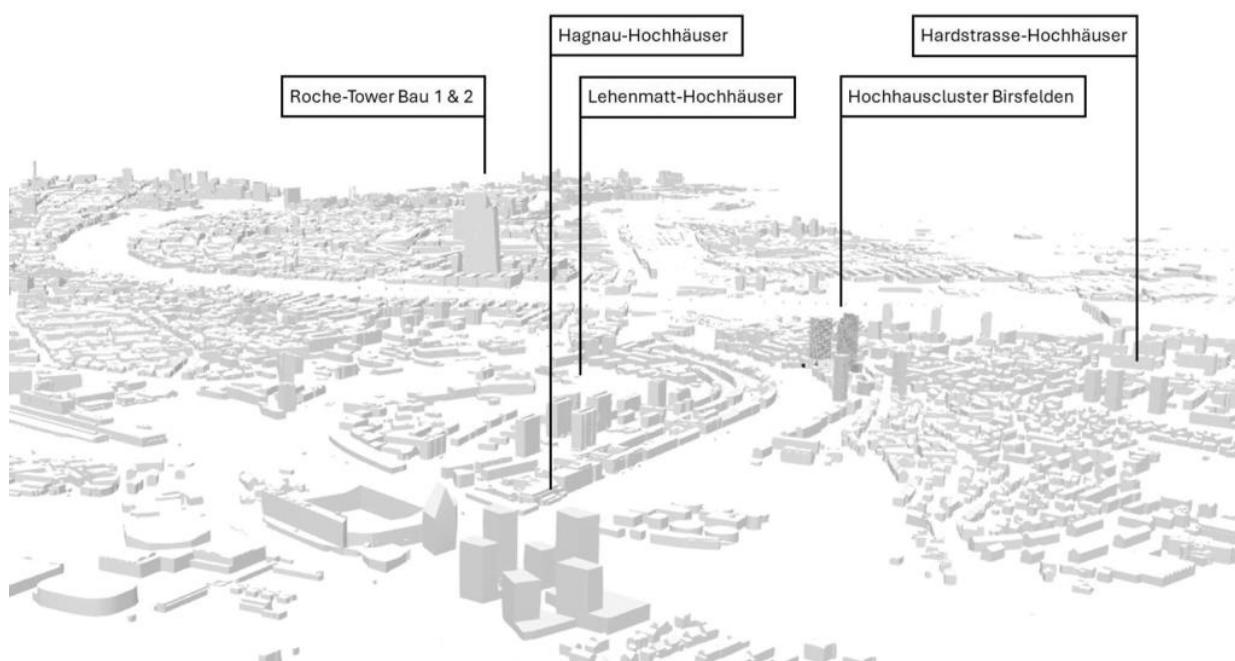 Hagnau-Hochhäuser
Hardstrasse-Hochhäuser
Roche-Tower Bau 1 & 2
Lehenmatt-Hochhäuser
Hochhauscluster Birsfelden